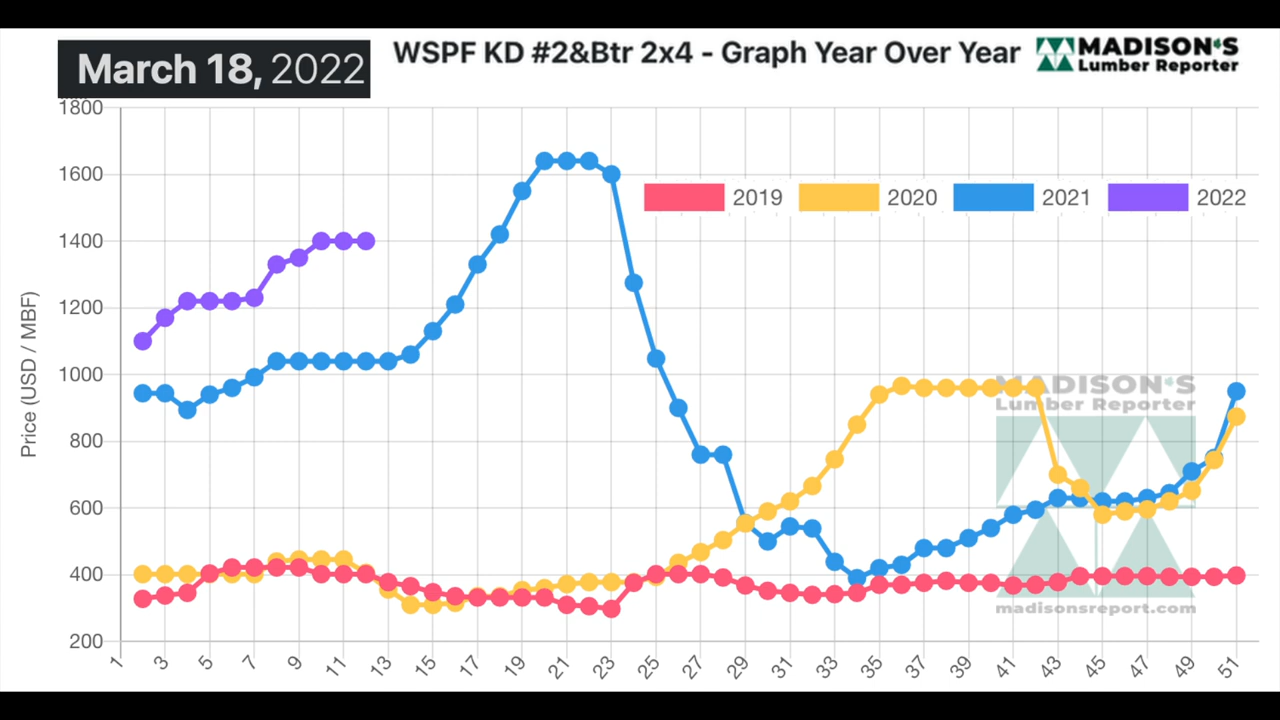 March 18, 2022
WSPF KD #2&Btr 2x4 - Graph Year Over Year
MADISON'S
Lumber Reporter
1800
1600
1400
1200
1000
800
600
400
200
Price (USD / MBF)
2019 2020 2021 2022
MADISON'S
Lumber Reporter
madisonsreport.com
1 3 5 7 9 11 13 15 17 19 21 23 25 27 29 31 33 35 37 39 41 43 45 47 49 51